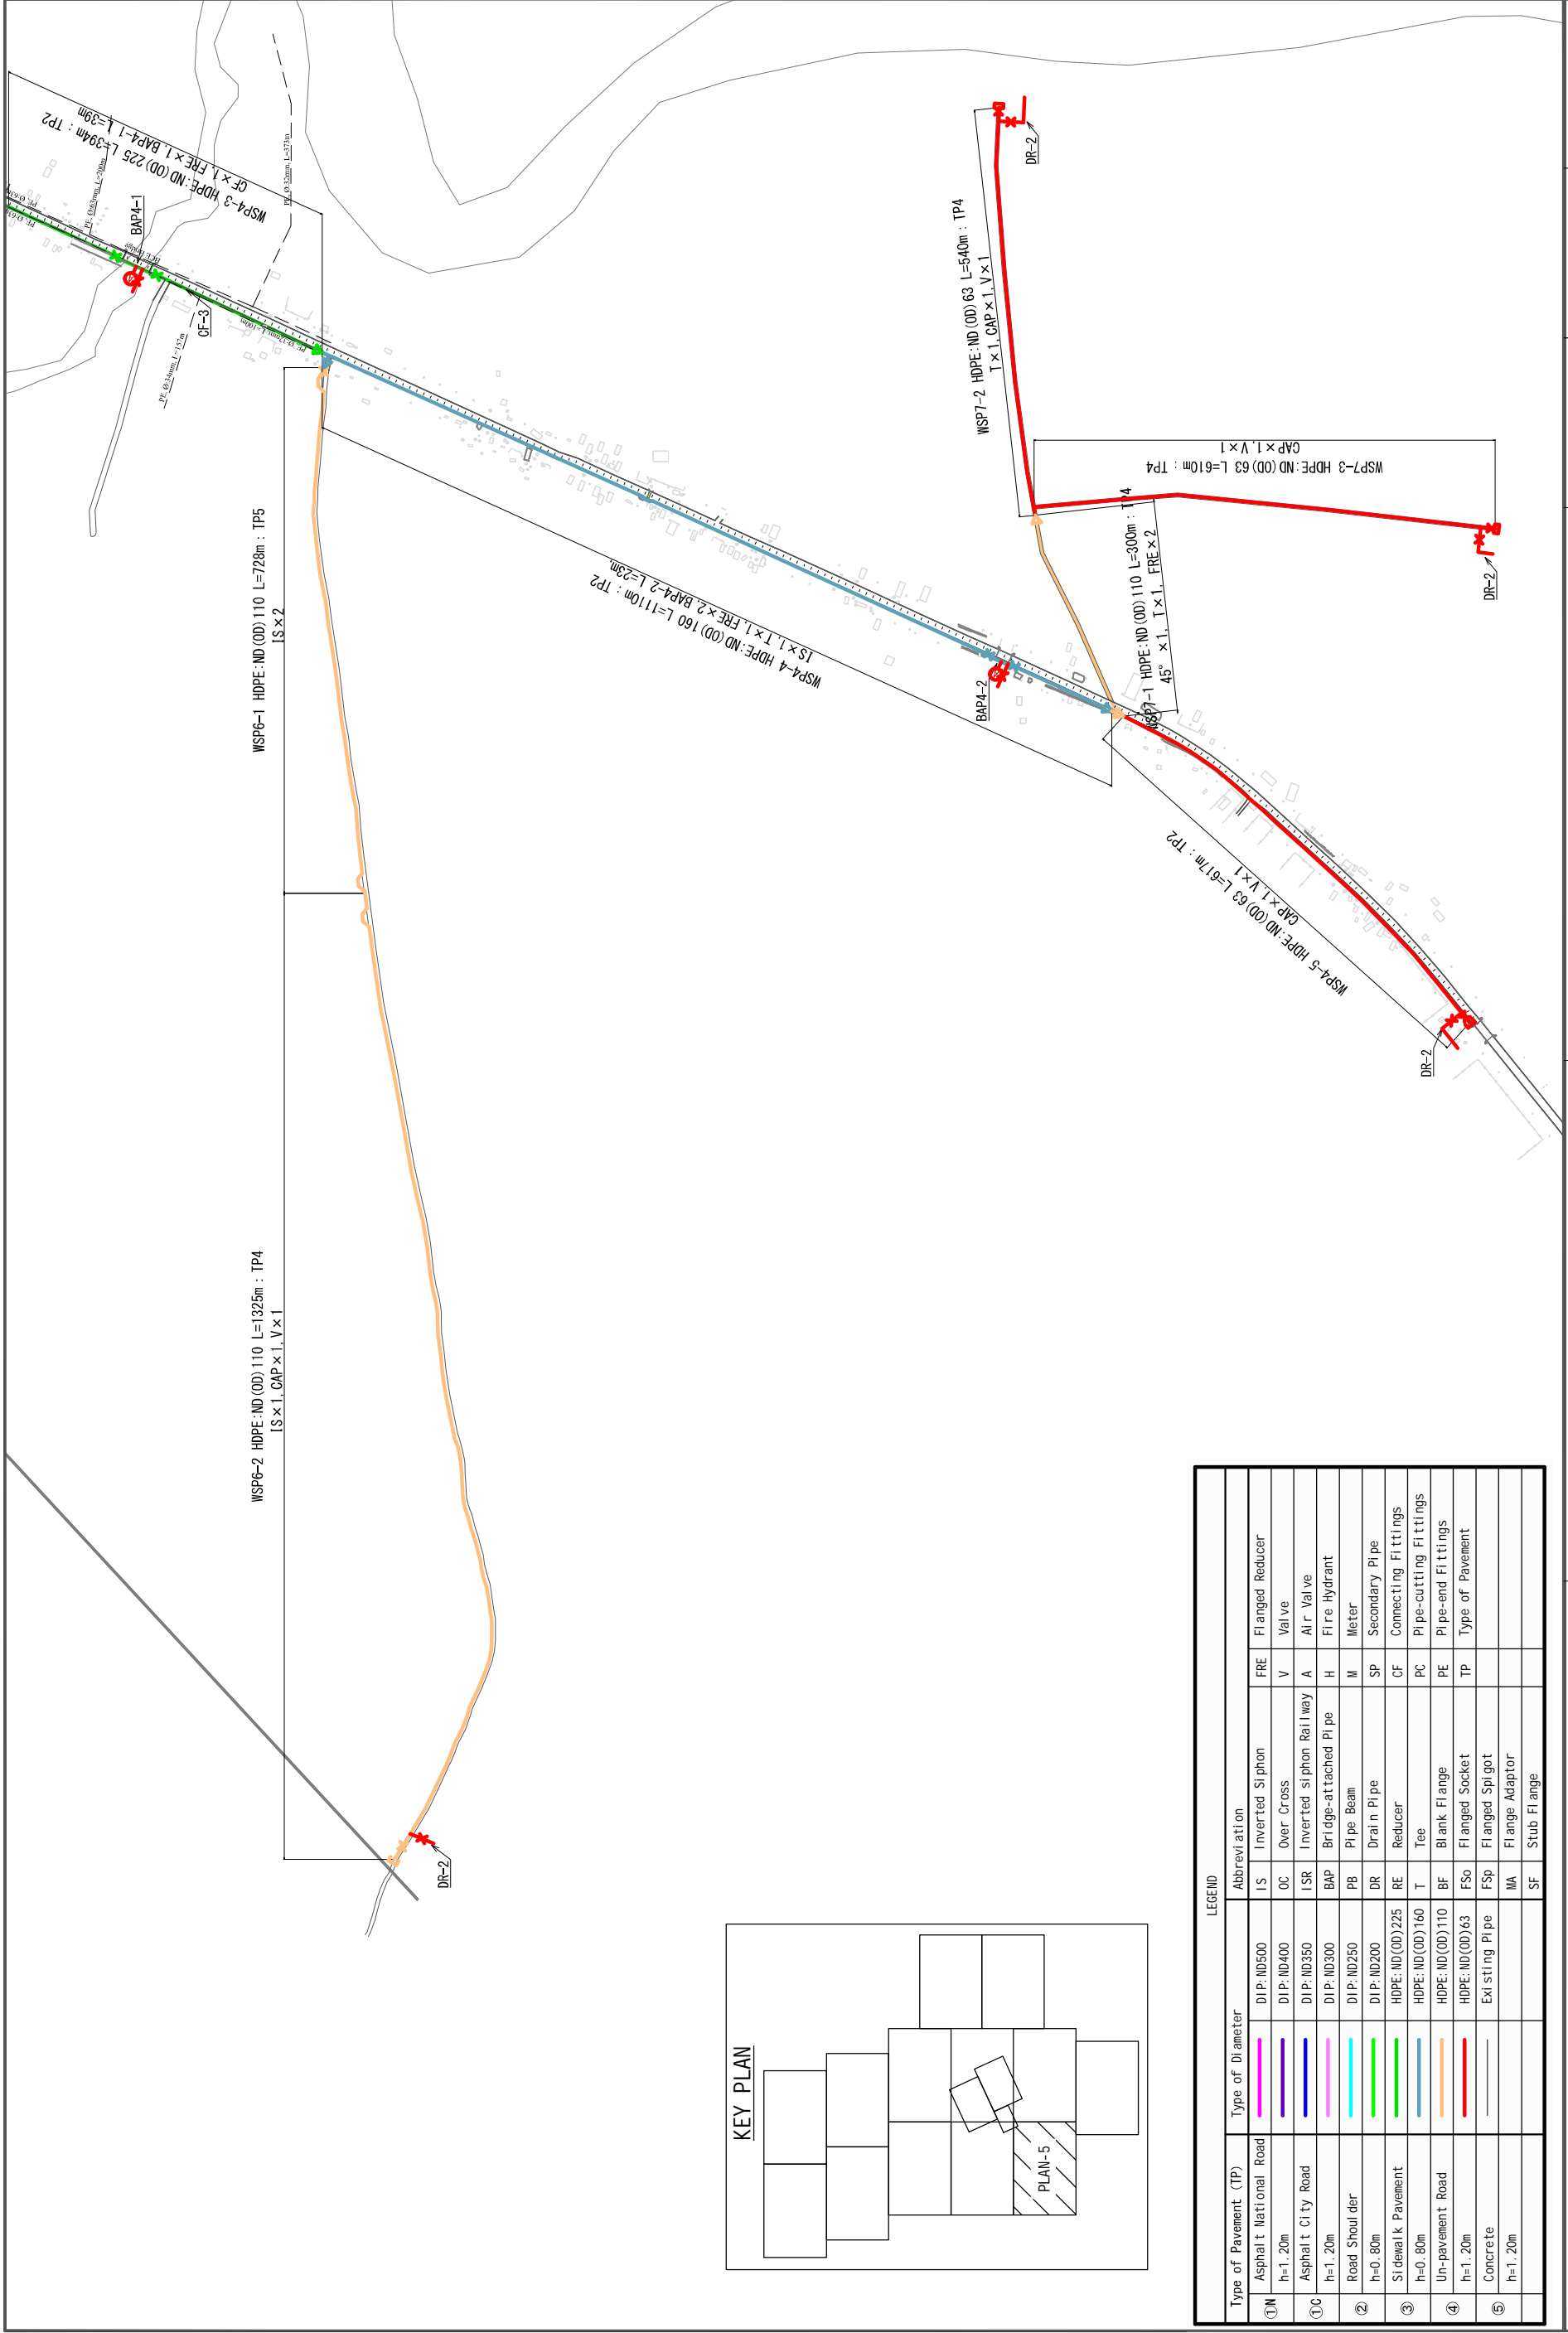 WSP4-3 HDPE:ND(OD)225 L=394m : TP2
CF×1, FRE×1, BAP4-1 L=39m
PE, Ø:63mm, L=200m
PE, Ø:32mm, L=373m
BAP4-1
CF-3
PE, Ø:34mm, L=157m
WSP6-1 HDPE:ND(OD)110 L=728m : TP5
IS×2
WSP6-2 HDPE:ND(OD)110 L=1325m : TP4
IS×1, CAP×1, V×1
DR-2
WSP4-4 HDPE:ND(OD)160 L=1110m : TP2
IS×1, T×1, FRE×2, BAP4-2 L=23m,
BAP4-2
WSP7-2 HDPE:ND(OD)63 L=540m : TP4
T×1, CAP×1, V×1
DR-2
WSP7-3 HDPE:ND(OD)63 L=610m : TP4
CAP×1, V×1
DR-2
WSP7-1 HDPE:ND(OD)110 L=300m : TP4
45° ×1, T×1, FRE×2
WSP4-5 HDPE:ND(OD)63 L=617m : TP2
CAP×1, V×1
DR-2
KEY PLAN
PLAN-5
LEGEND
Type of Pavement (TP) Type of Diameter Abbreviation
①N Asphalt National Road DIP:ND500 IS Inverted Siphon FRE Flanged Reducer
h=1.20m DIP:ND400 OC Over Cross V Valve
①C Asphalt City Road DIP:ND350 ISR Inverted siphon Railway A Air Valve
h=1.20m DIP:ND300 BAP Bridge-attached Pipe H Fire Hydrant
② Road Shoulder DIP:ND250 PB Pipe Beam M Meter
h=0.80m DIP:ND200 DR Drain Pipe SP Secondary Pipe
③ Sidewalk Pavement HDPE:ND(OD)225 RE Reducer CF Connecting Fittings
h=0.80m HDPE:ND(OD)160 T Tee PC Pipe-cutting Fittings
④ Un-pavement Road HDPE:ND(OD)110 BF Blank Flange PE Pipe-end Fittings
h=1.20m HDPE:ND(OD)63 FSo Flanged Socket TP Type of Pavement
⑤ Concrete Existing Pipe FSp Flanged Spigot
h=1.20m MA Flange Adaptor
SF Stub Flange